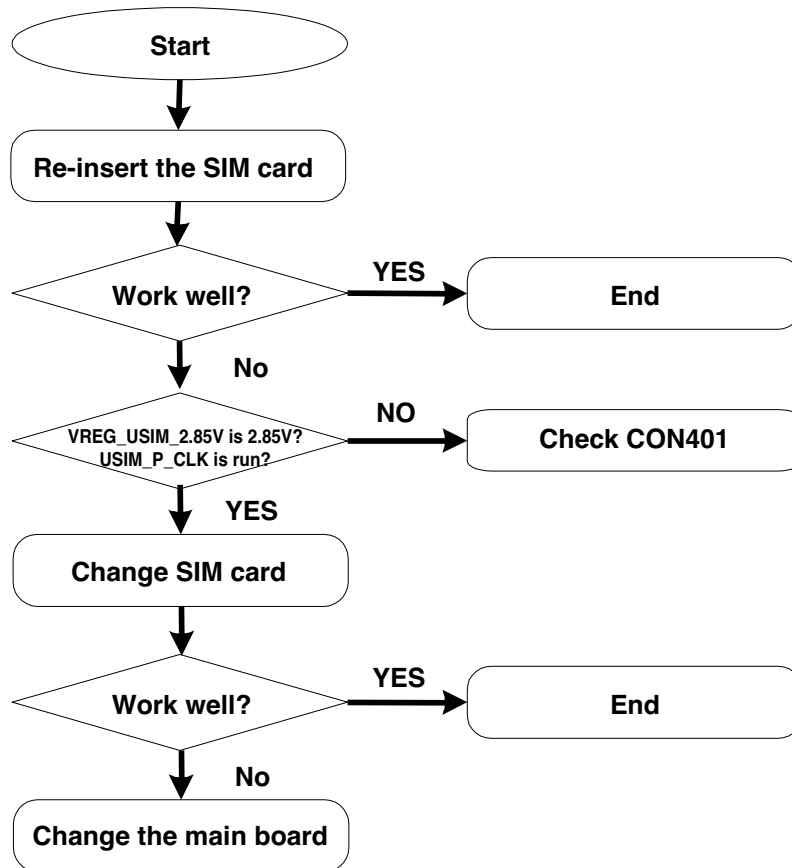 Start
Re-insert the SIM card
Work well?
YES
End
No
VREG_USIM_2.85V is 2.85V?
USIM_P_CLK is run?
NO
Check CON401
YES
Change SIM card
Work well?
YES
End
No
Change the main board